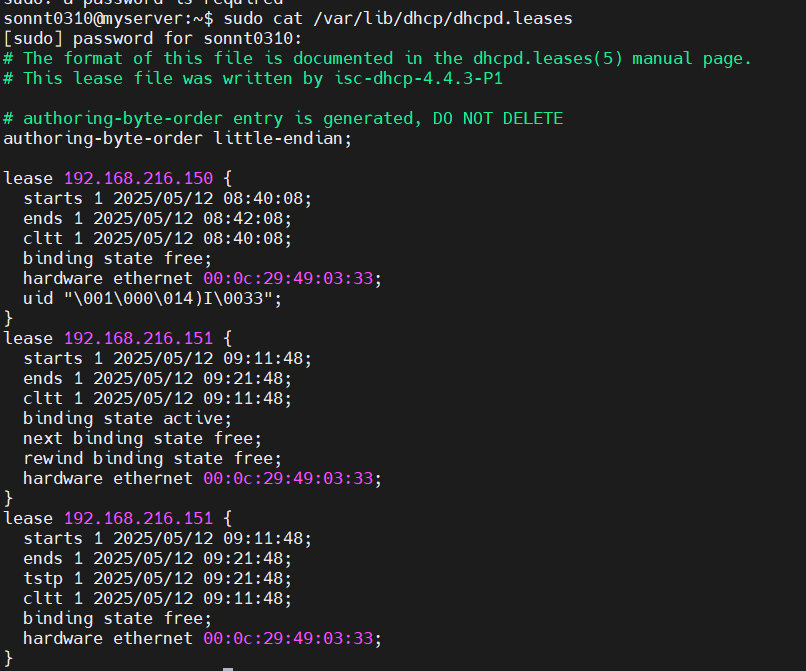 sudo: a password is required
sonnt0310@myserver:~$ sudo cat /var/lib/dhcp/dhcpd.leases
[sudo] password for sonnt0310:
# The format of this file is documented in the dhcpd.leases(5) manual page.
# This lease file was written by isc-dhcp-4.4.3-P1

# authoring-byte-order entry is generated, DO NOT DELETE
authoring-byte-order little-endian;

lease 192.168.216.150 {
  starts 1 2025/05/12 08:40:08;
  ends 1 2025/05/12 08:42:08;
  cltt 1 2025/05/12 08:40:08;
  binding state free;
  hardware ethernet 00:0c:29:49:03:33;
  uid "\001\000\014)I\0033";
}
lease 192.168.216.151 {
  starts 1 2025/05/12 09:11:48;
  ends 1 2025/05/12 09:21:48;
  cltt 1 2025/05/12 09:11:48;
  binding state active;
  next binding state free;
  rewind binding state free;
  hardware ethernet 00:0c:29:49:03:33;
}
lease 192.168.216.151 {
  starts 1 2025/05/12 09:11:48;
  ends 1 2025/05/12 09:21:48;
  tstp 1 2025/05/12 09:21:48;
  cltt 1 2025/05/12 09:11:48;
  binding state free;
  hardware ethernet 00:0c:29:49:03:33;
}